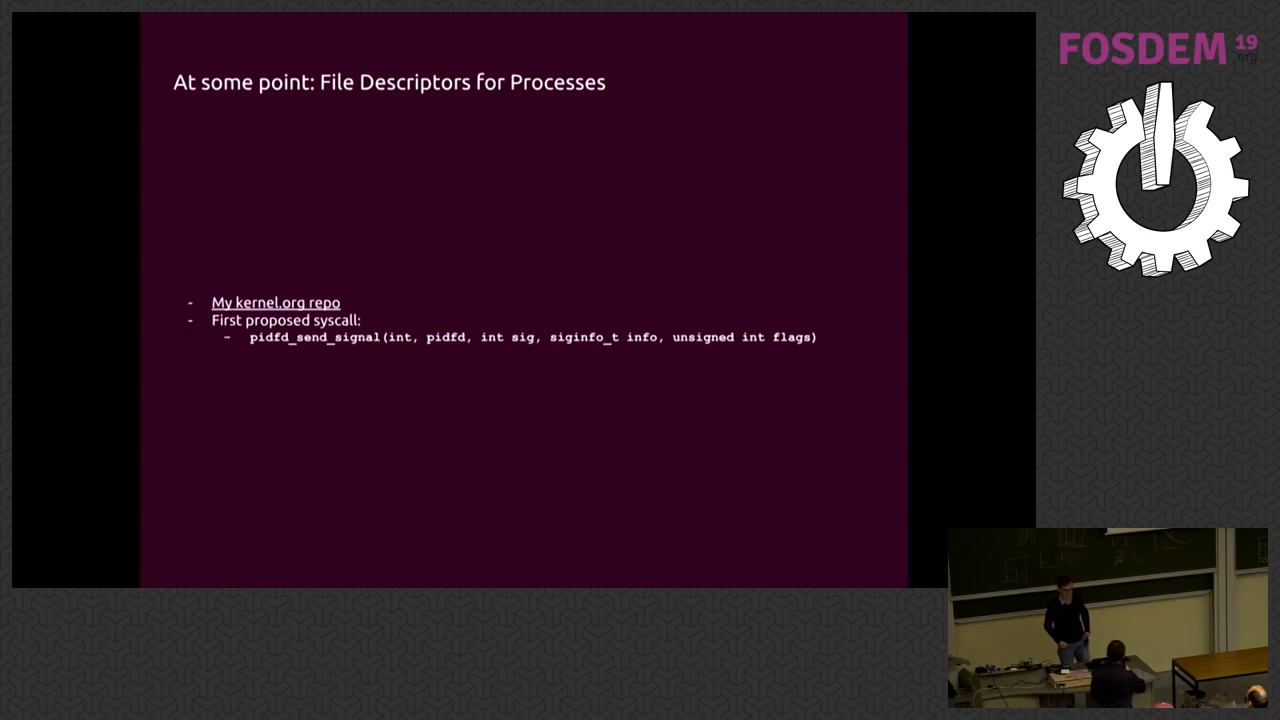 At some point: File Descriptors for Processes
- My kernel.org repo
- First proposed syscall:
- pidfd_send_signal(int, pidfd, int sig, siginfo_t info, unsigned int flags)
FOSDEM 19
.org